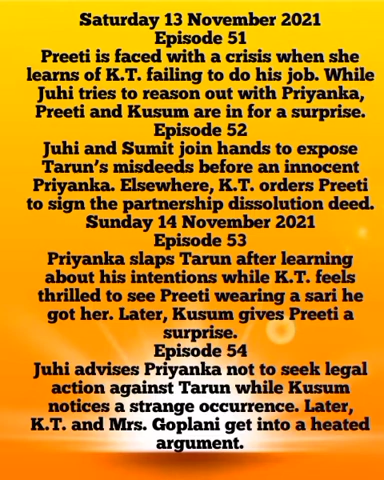 Saturday 13 November 2021
Episode 51
Preeti is faced with a crisis when she
learns of K.T. failing to do his job. While
Juhi tries to reason out with Priyanka,
Preeti and Kusum are in for a surprise.
Episode 52
Juhi and Sumit join hands to expose
Tarun's misdeeds before an innocent
Priyanka. Elsewhere, K.T. orders Preeti
to sign the partnership dissolution deed.
Sunday 14 November 2021
Episode 53
Priyanka slaps Tarun after learning
about his intentions while K.T. feels
thrilled to see Preeti wearing a sari he
got her. Later, Kusum gives Preeti a
surprise.
Episode 54
Juhi advises Priyanka not to seek legal
action against Tarun while Kusum
notices a strange occurrence. Later,
K.T. and Mrs. Goplani get into a heated
argument.